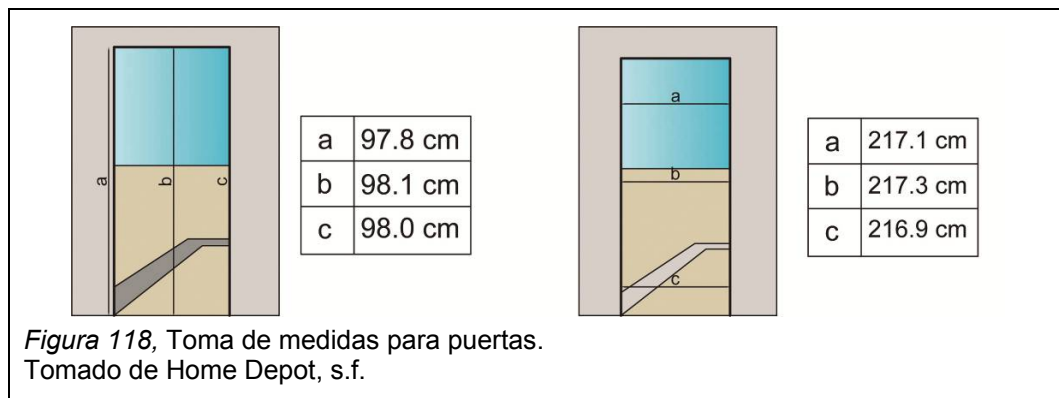 a
b
c
a 97.8 cm
b 98.1 cm
c 98.0 cm
a
b
c
a 217.1 cm
b 217.3 cm
c 216.9 cm
Figura 118, Toma de medidas para puertas.
Tomado de Home Depot, s.f.